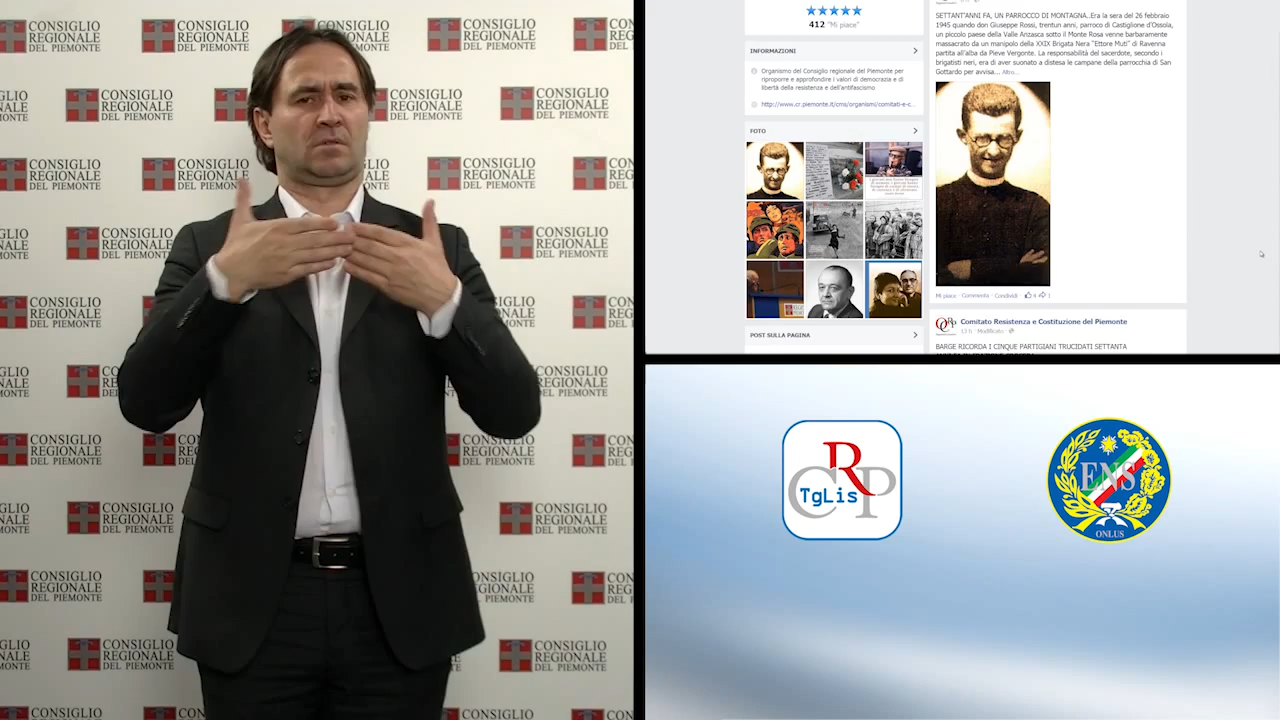 CONSIGLIO
REGIONALE
DEL PIEMONTE
412 "Mi piace"
INFORMAZIONI
Organismo del Consiglio regionale del Piemonte per
riproporre e approfondire i valori di democrazia e di
libertà della resistenza e dell'antifascismo
http://www.cr.piemonte.it/cms/organismi/comitati-e-c...
FOTO
POST SULLA PAGINA
SETTANT'ANNI FA, UN PARROCCO DI MONTAGNA..Era la sera del 26 febbraio
1945 quando don Giuseppe Rossi, trentun anni, parroco di Castiglione d'Ossola,
un piccolo paese della Valle Anzasca sotto il Monte Rosa venne barbaramente
massacrato da un manipolo della XXIX Brigata Nera "Ettore Muti" di Ravenna
partita all'alba da Pieve Vergonte. La responsabilità del sacerdote, secondo i
brigatisti neri, era di aver suonato a distesa le campane della parrocchia di San
Gottardo per avvisa... Altro...
Mi piace · Commenta · Condividi · 4 1
Comitato Resistenza e Costituzione del Piemonte
13 h · Modificato ·
BARGE RICORDA I CINQUE PARTIGIANI TRUCIDATI SETTANTA
CRP
TgLis
ENS
ONLUS